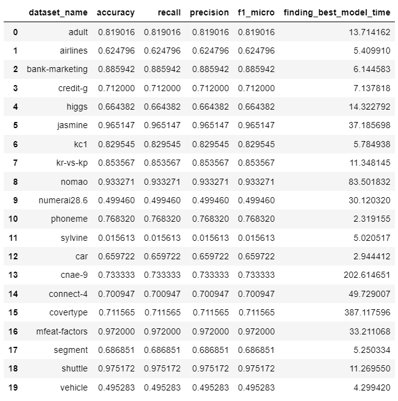 dataset_name accuracy recall precision f1_micro finding_best_model_time
0 adult 0.819016 0.819016 0.819016 0.819016 13.714162
1 airlines 0.624796 0.624796 0.624796 0.624796 5.409910
2 bank-marketing 0.885942 0.885942 0.885942 0.885942 6.144583
3 credit-g 0.712000 0.712000 0.712000 0.712000 7.137818
4 higgs 0.664382 0.664382 0.664382 0.664382 14.322792
5 jasmine 0.965147 0.965147 0.965147 0.965147 37.185698
6 kc1 0.829545 0.829545 0.829545 0.829545 5.784938
7 kr-vs-kp 0.853567 0.853567 0.853567 0.853567 11.348145
8 nomao 0.933271 0.933271 0.933271 0.933271 83.501832
9 numerai28.6 0.499460 0.499460 0.499460 0.499460 30.120320
10 phoneme 0.768320 0.768320 0.768320 0.768320 2.319155
11 sylvine 0.015613 0.015613 0.015613 0.015613 5.020517
12 car 0.659722 0.659722 0.659722 0.659722 2.944412
13 cnae-9 0.733333 0.733333 0.733333 0.733333 202.614651
14 connect-4 0.700947 0.700947 0.700947 0.700947 49.729007
15 covertype 0.711565 0.711565 0.711565 0.711565 387.117596
16 mfeat-factors 0.972000 0.972000 0.972000 0.972000 33.211068
17 segment 0.686851 0.686851 0.686851 0.686851 5.250334
18 shuttle 0.975172 0.975172 0.975172 0.975172 11.269550
19 vehicle 0.495283 0.495283 0.495283 0.495283 4.299420